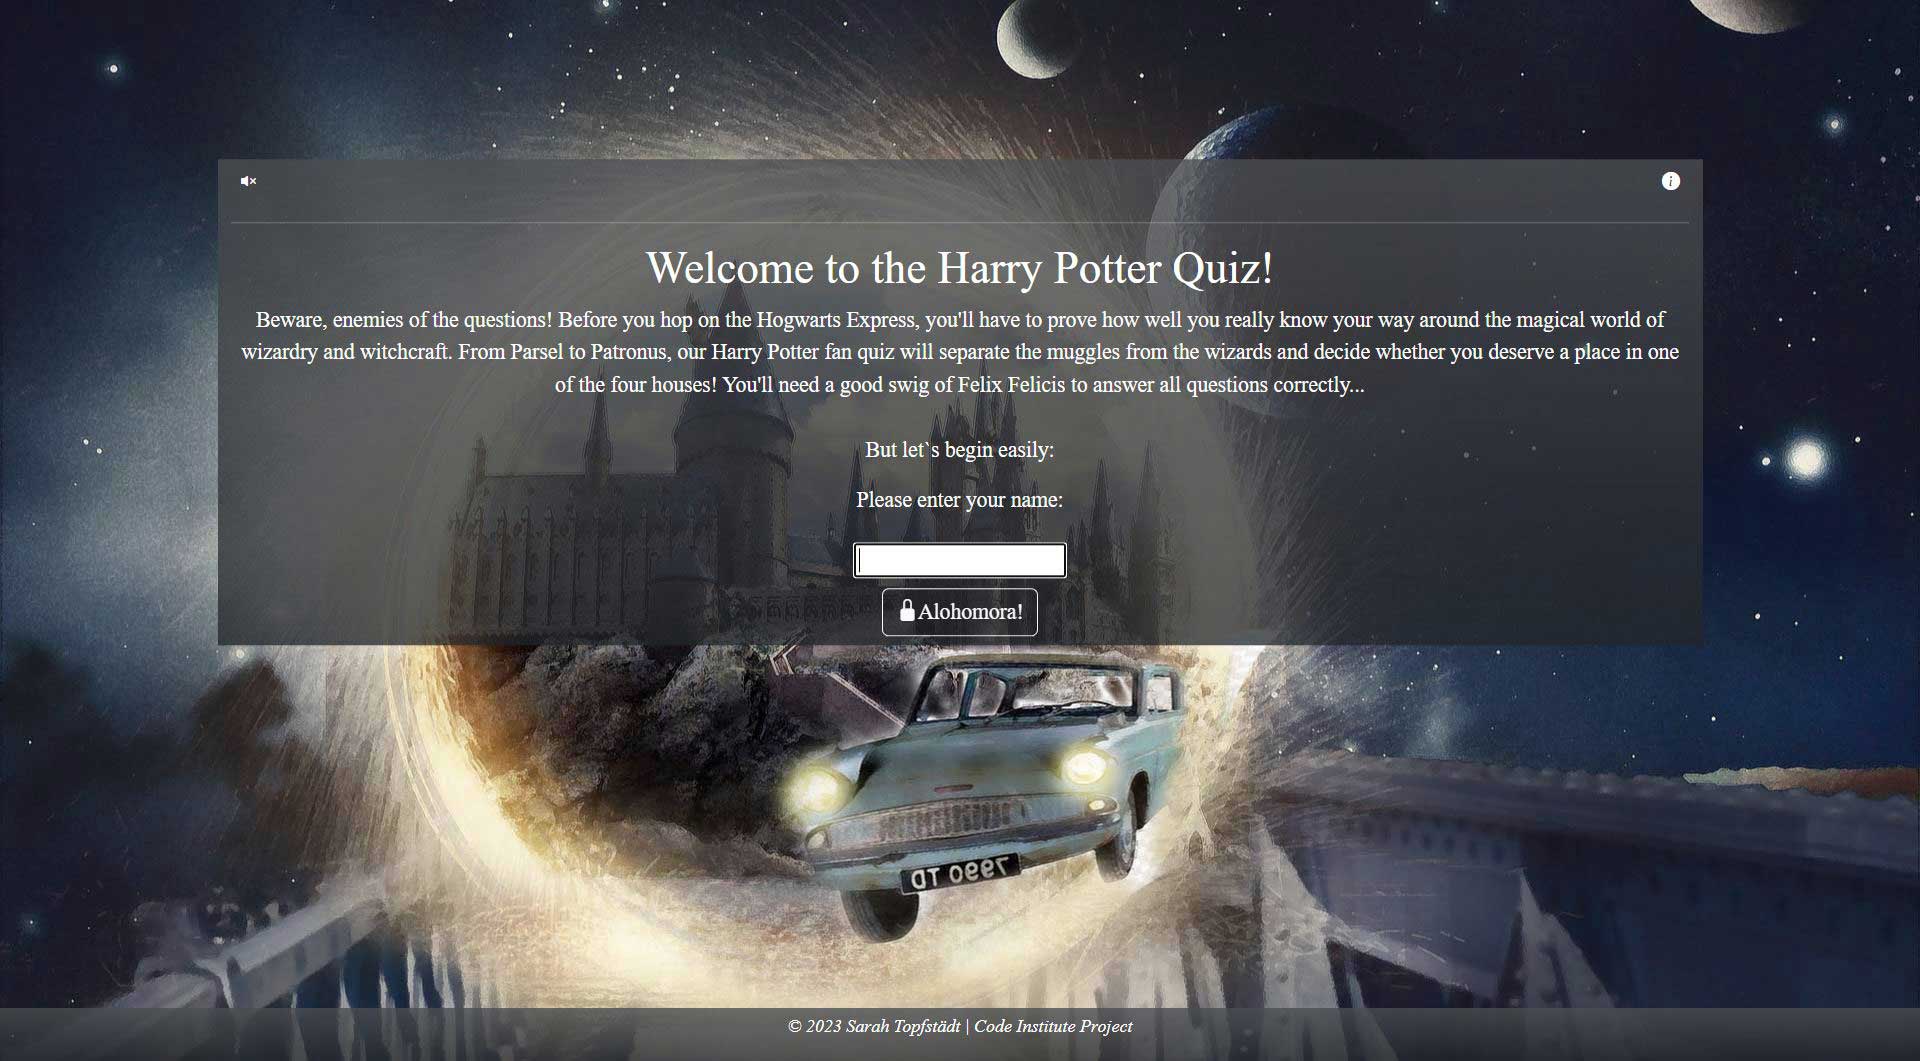 Welcome to the Harry Potter Quiz!
Beware, enemies of the questions! Before you hop on the Hogwarts Express, you'll have to prove how well you really know your way around the magical world of
wizardry and witchcraft. From Parsel to Patronus, our Harry Potter fan quiz will separate the muggles from the wizards and decide whether you deserve a place in one
of the four houses! You'll need a good swig of Felix Felicis to answer all questions correctly...
But let`s begin easily:
Please enter your name:
Alohomora!
7990 TD
© 2023 Sarah Topfstädt | Code Institute Project